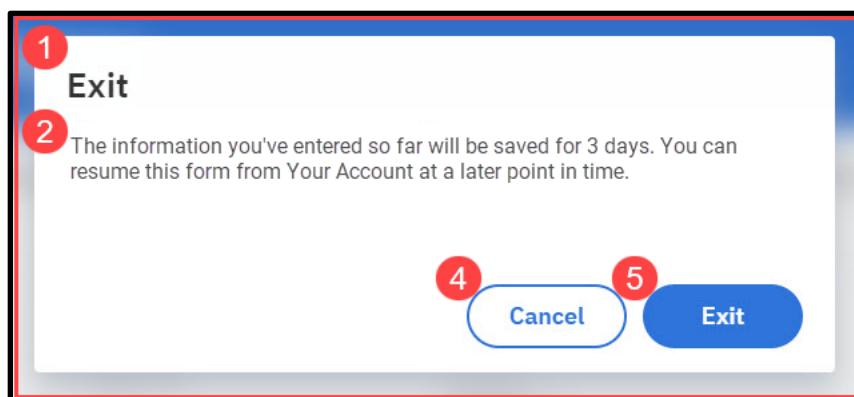 1
Exit
2
The information you've entered so far will be saved for 3 days. You can
resume this form from Your Account at a later point in time.
4
5
Cancel
Exit